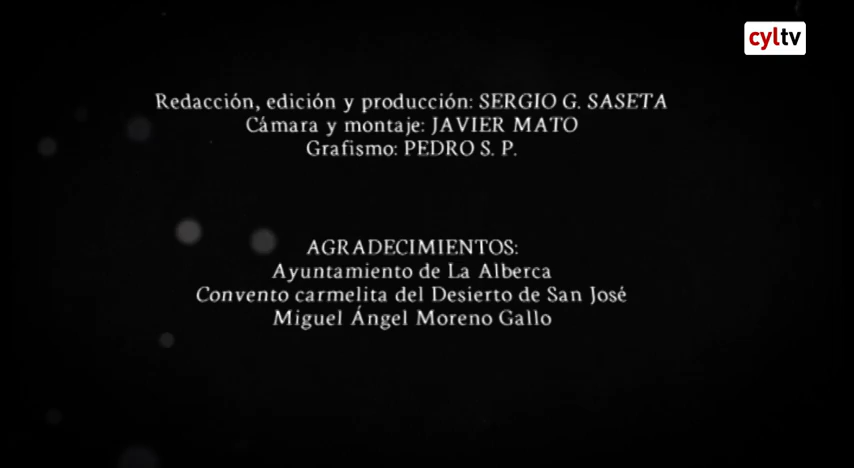 cyltv
Redacción, edición y producción: SERGIO G. SASETA
Cámara y montaje: JAVIER MATO
Grafismo: PEDRO S. P.
AGRADECIMIENTOS:
Ayuntamiento de La Alberca
Convento carmelita del Desierto de San José
Miguel Ángel Moreno Gallo